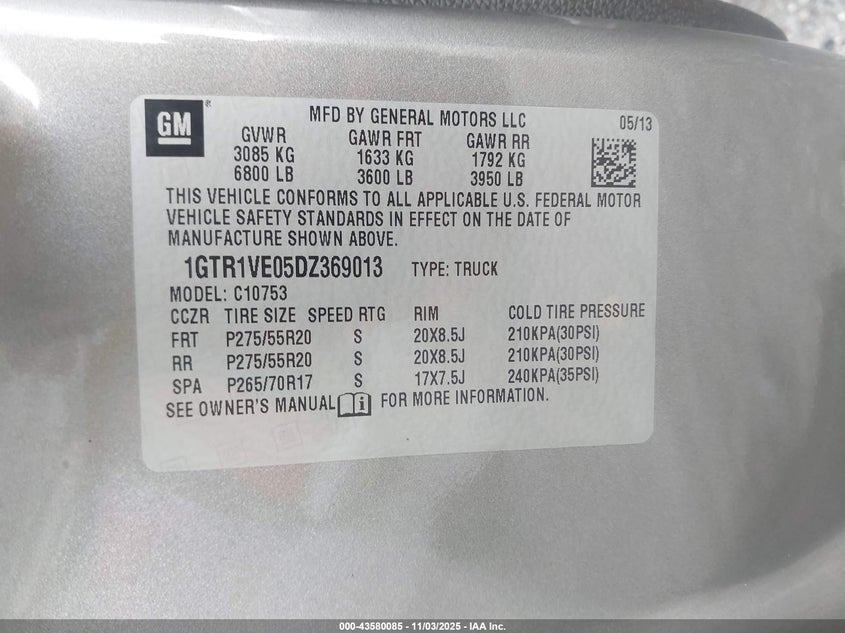 GM
®
MFD BY GENERAL MOTORS LLC 05/13
GVWR GAWR FRT GAWR RR
3085 KG 1633 KG 1792 KG
6800 LB 3600 LB 3950 LB
THIS VEHICLE CONFORMS TO ALL APPLICABLE U.S. FEDERAL MOTOR
VEHICLE SAFETY STANDARDS IN EFFECT ON THE DATE OF
MANUFACTURE SHOWN ABOVE.
1GTR1VE05DZ369013 TYPE: TRUCK
MODEL: C10753
CCZR TIRE SIZE SPEED RTG RIM COLD TIRE PRESSURE
FRT P275/55R20 S 20X8.5J 210KPA(30PSI)
RR P275/55R20 S 20X8.5J 210KPA(30PSI)
SPA P265/70R17 S 17X7.5J 240KPA(35PSI)
SEE OWNER'S MANUAL FOR MORE INFORMATION.
000-43580085 - 11/03/2025 - IAA Inc.